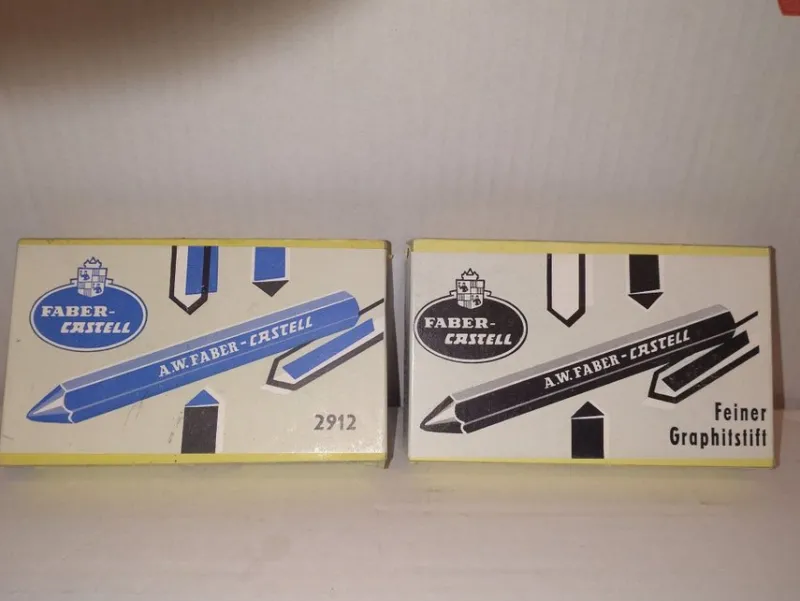 FABER-
CASTELL
A.W. FABER-CASTELL
2912
FABER-
CASTELL
A.W. FABER-CASTELL
Feiner
Graphitstift